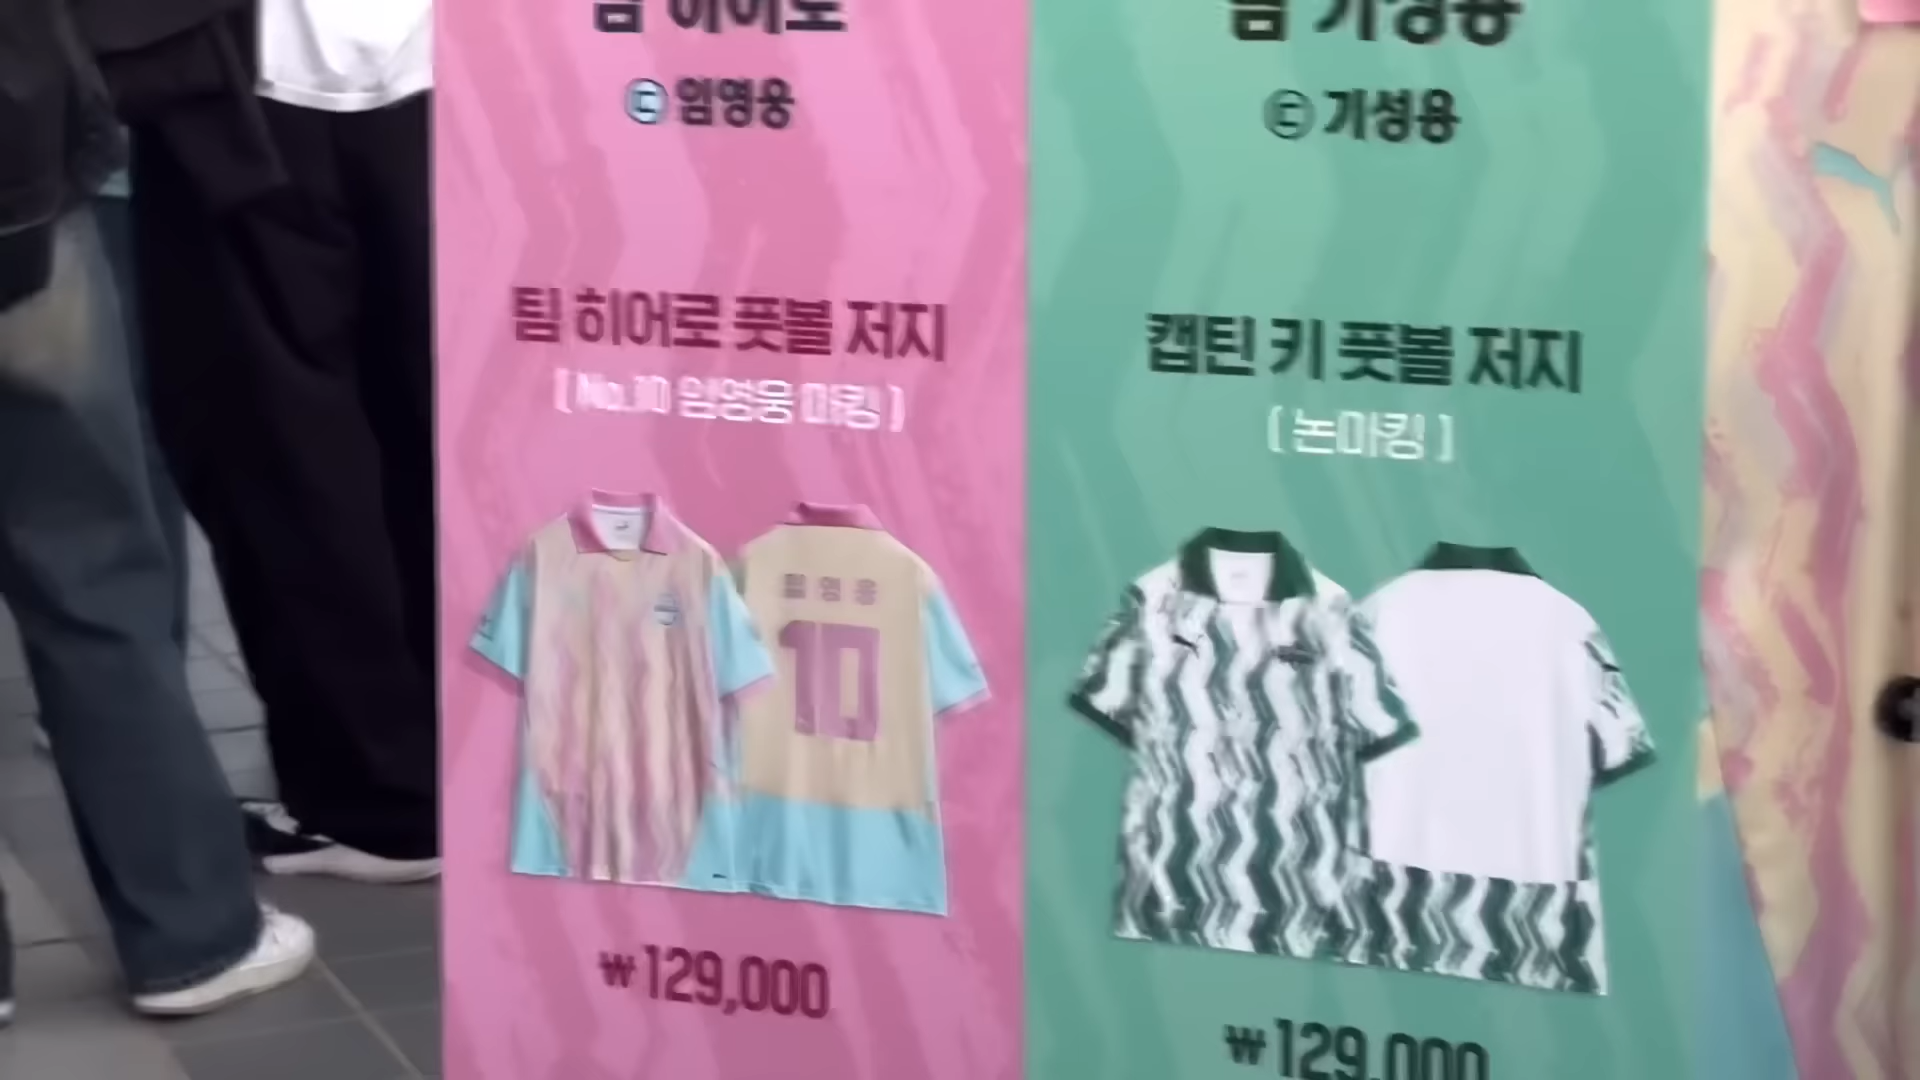 팀 히어로
Ⓒ 임영웅
팀 히어로 풋볼 저지
( No.10 임영웅 마킹 )
임영웅
10
₩129,000
팀 기성용
Ⓒ 기성용
캡틴 키 풋볼 저지
( 논마킹 )
₩129,000